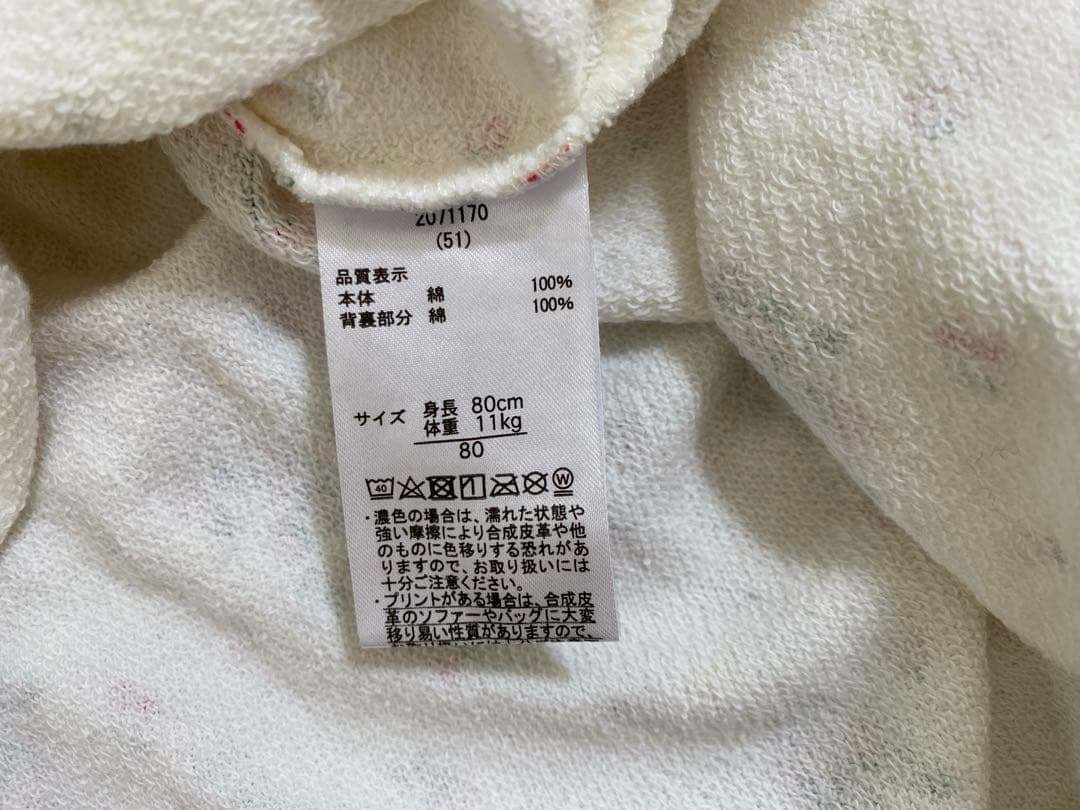 2071170
(51)
品質表示
本体 綿 100%
背裏部分 綿 100%
サイズ 身長 80cm
体重 11kg
80
40 1 W
・濃色の場合は、濡れた状態や
強い摩擦により合成皮革や他
のものに色移りする恐れがあ
りますので、お取り扱いには
十分ご注意ください。
・プリントがある場合は、合成皮
革のソファーやバッグに大変
移り易い性質がありますので、